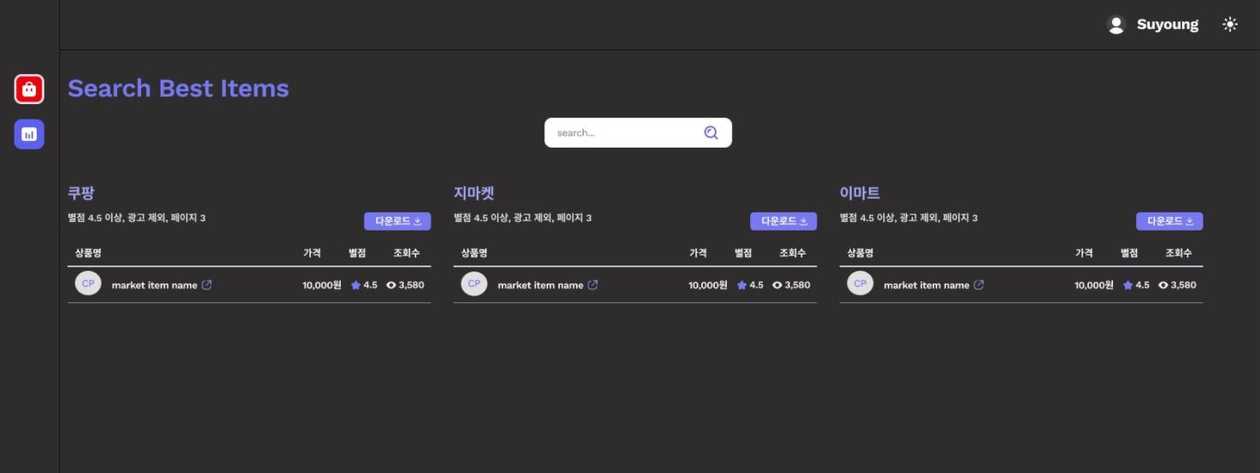 Suyoung
Search Best Items
search...
쿠팡
별점 4.5 이상, 광고 제외, 페이지 3
다운로드
상품명 가격 별점 조회수
CP market item name 10,000원 4.5 3,580
지마켓
별점 4.5 이상, 광고 제외, 페이지 3
다운로드
상품명 가격 별점 조회수
CP market item name 10,000원 4.5 3,580
이마트
별점 4.5 이상, 광고 제외, 페이지 3
다운로드
상품명 가격 별점 조회수
CP market item name 10,000원 4.5 3,580